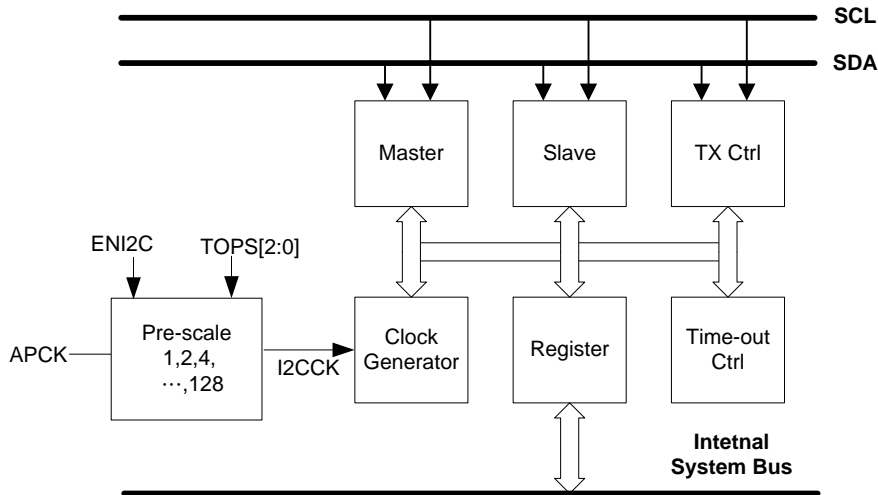 SCL
SDA
Master
Slave
TX Ctrl
ENI2C
TOPS[2:0]
APCK
Pre-scale
1,2,4,
⋯,128
I2CCK
Clock
Generator
Register
Time-out
Ctrl
Intetnal
System Bus